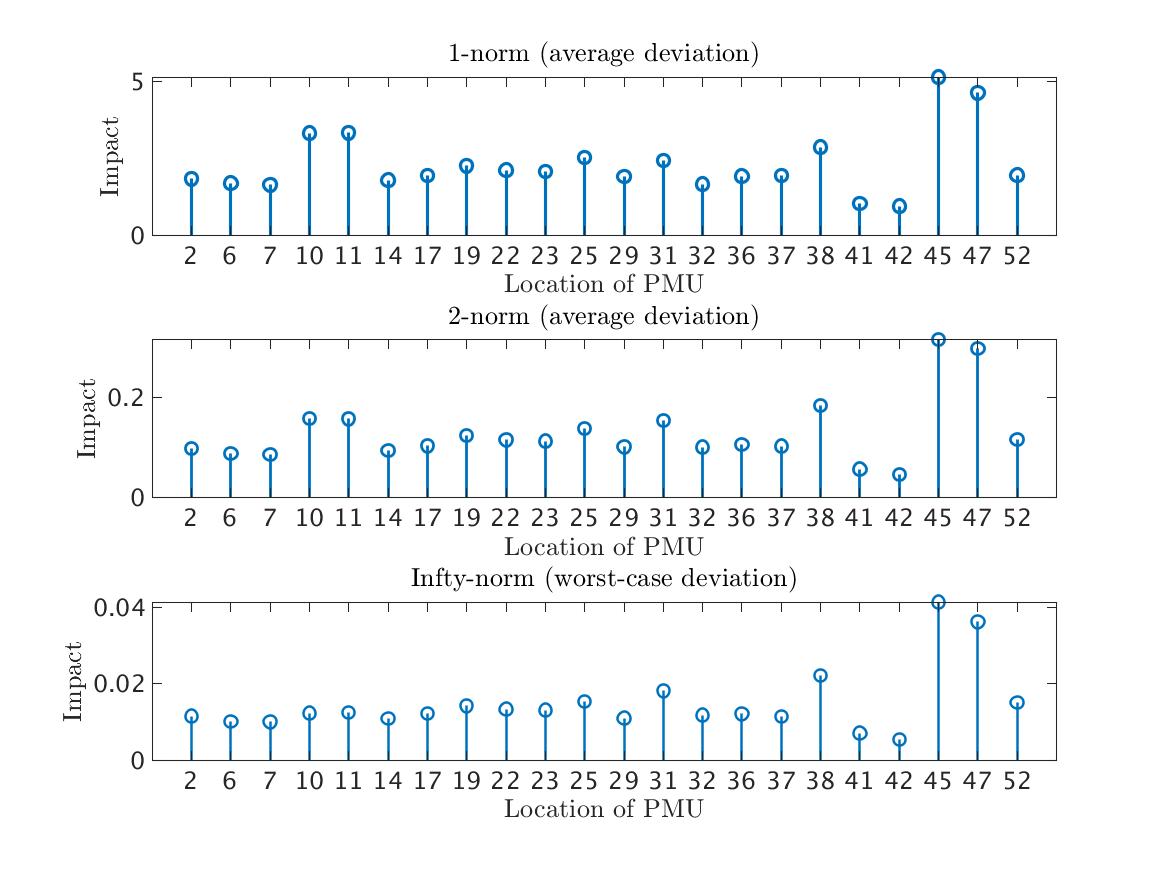 1-norm (average deviation)
5
Impact
0
2 6 7 10 11 14 17 19 22 23 25 29 31 32 36 37 38 41 42 45 47 52
Location of PMU
2-norm (average deviation)
0.2
Impact
0
2 6 7 10 11 14 17 19 22 23 25 29 31 32 36 37 38 41 42 45 47 52
Location of PMU
Infty-norm (worst-case deviation)
0.04
Impact
0.02
0
2 6 7 10 11 14 17 19 22 23 25 29 31 32 36 37 38 41 42 45 47 52
Location of PMU